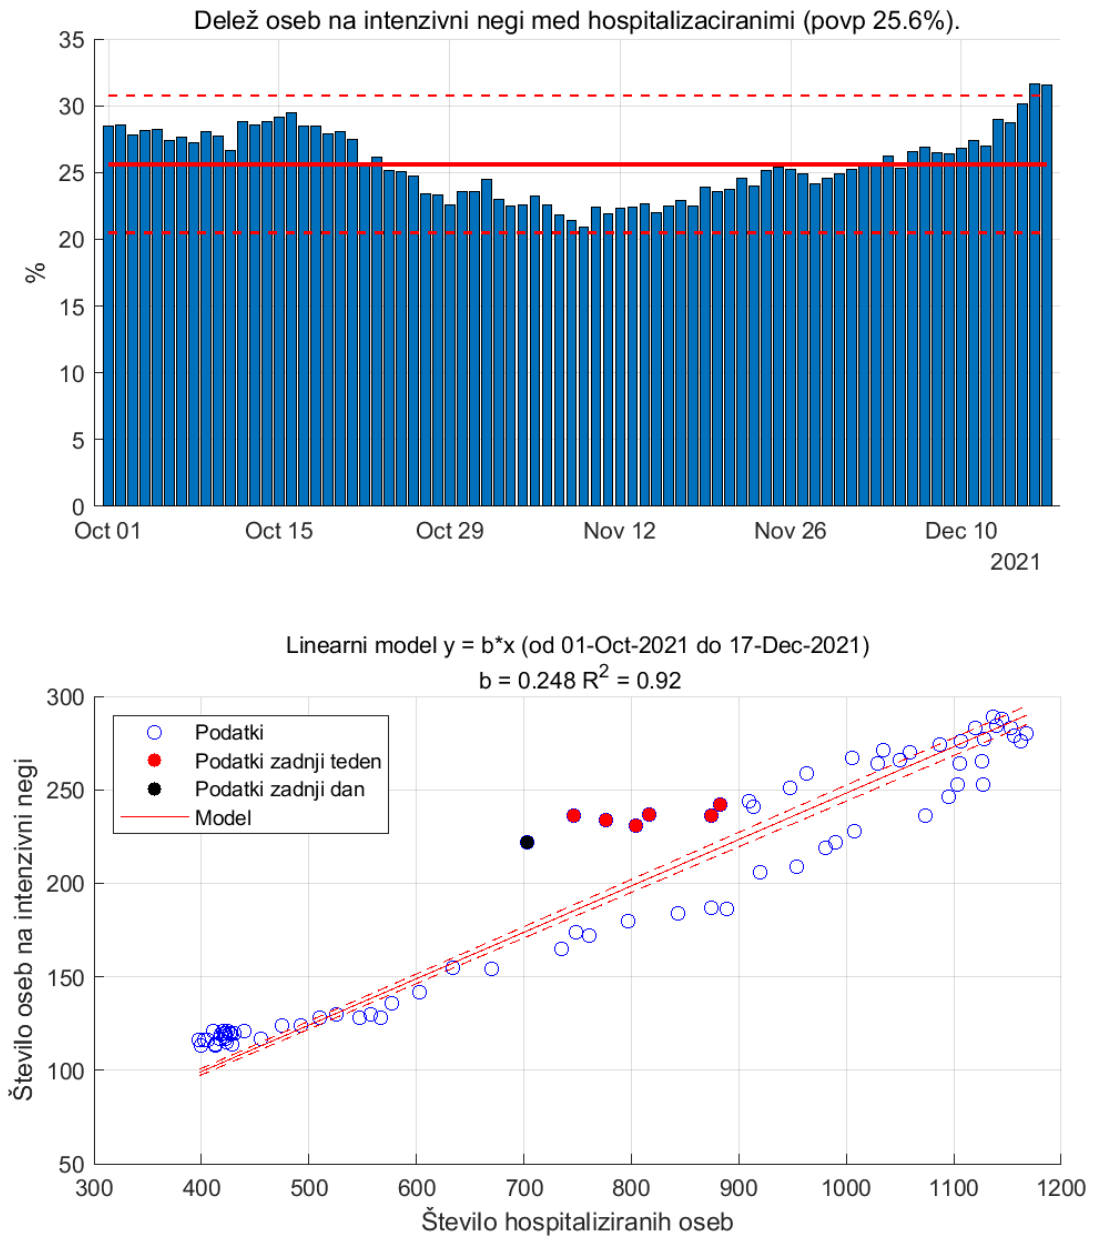 Delež oseb na intenzivni negi med hospitalizaciranimi (povp 25.6%).
35
30
25
20
15
10
5
0
%
Oct 01 Oct 15 Oct 29 Nov 12 Nov 26 Dec 10
2021
Linearni model y = b*x (od 01-Oct-2021 do 17-Dec-2021)
b = 0.248 R² = 0.92
300
250
200
150
100
50
Število oseb na intenzivni negi
Podatki
Podatki zadnji teden
Podatki zadnji dan
Model
300 400 500 600 700 800 900 1000 1100 1200
Število hospitaliziranih oseb